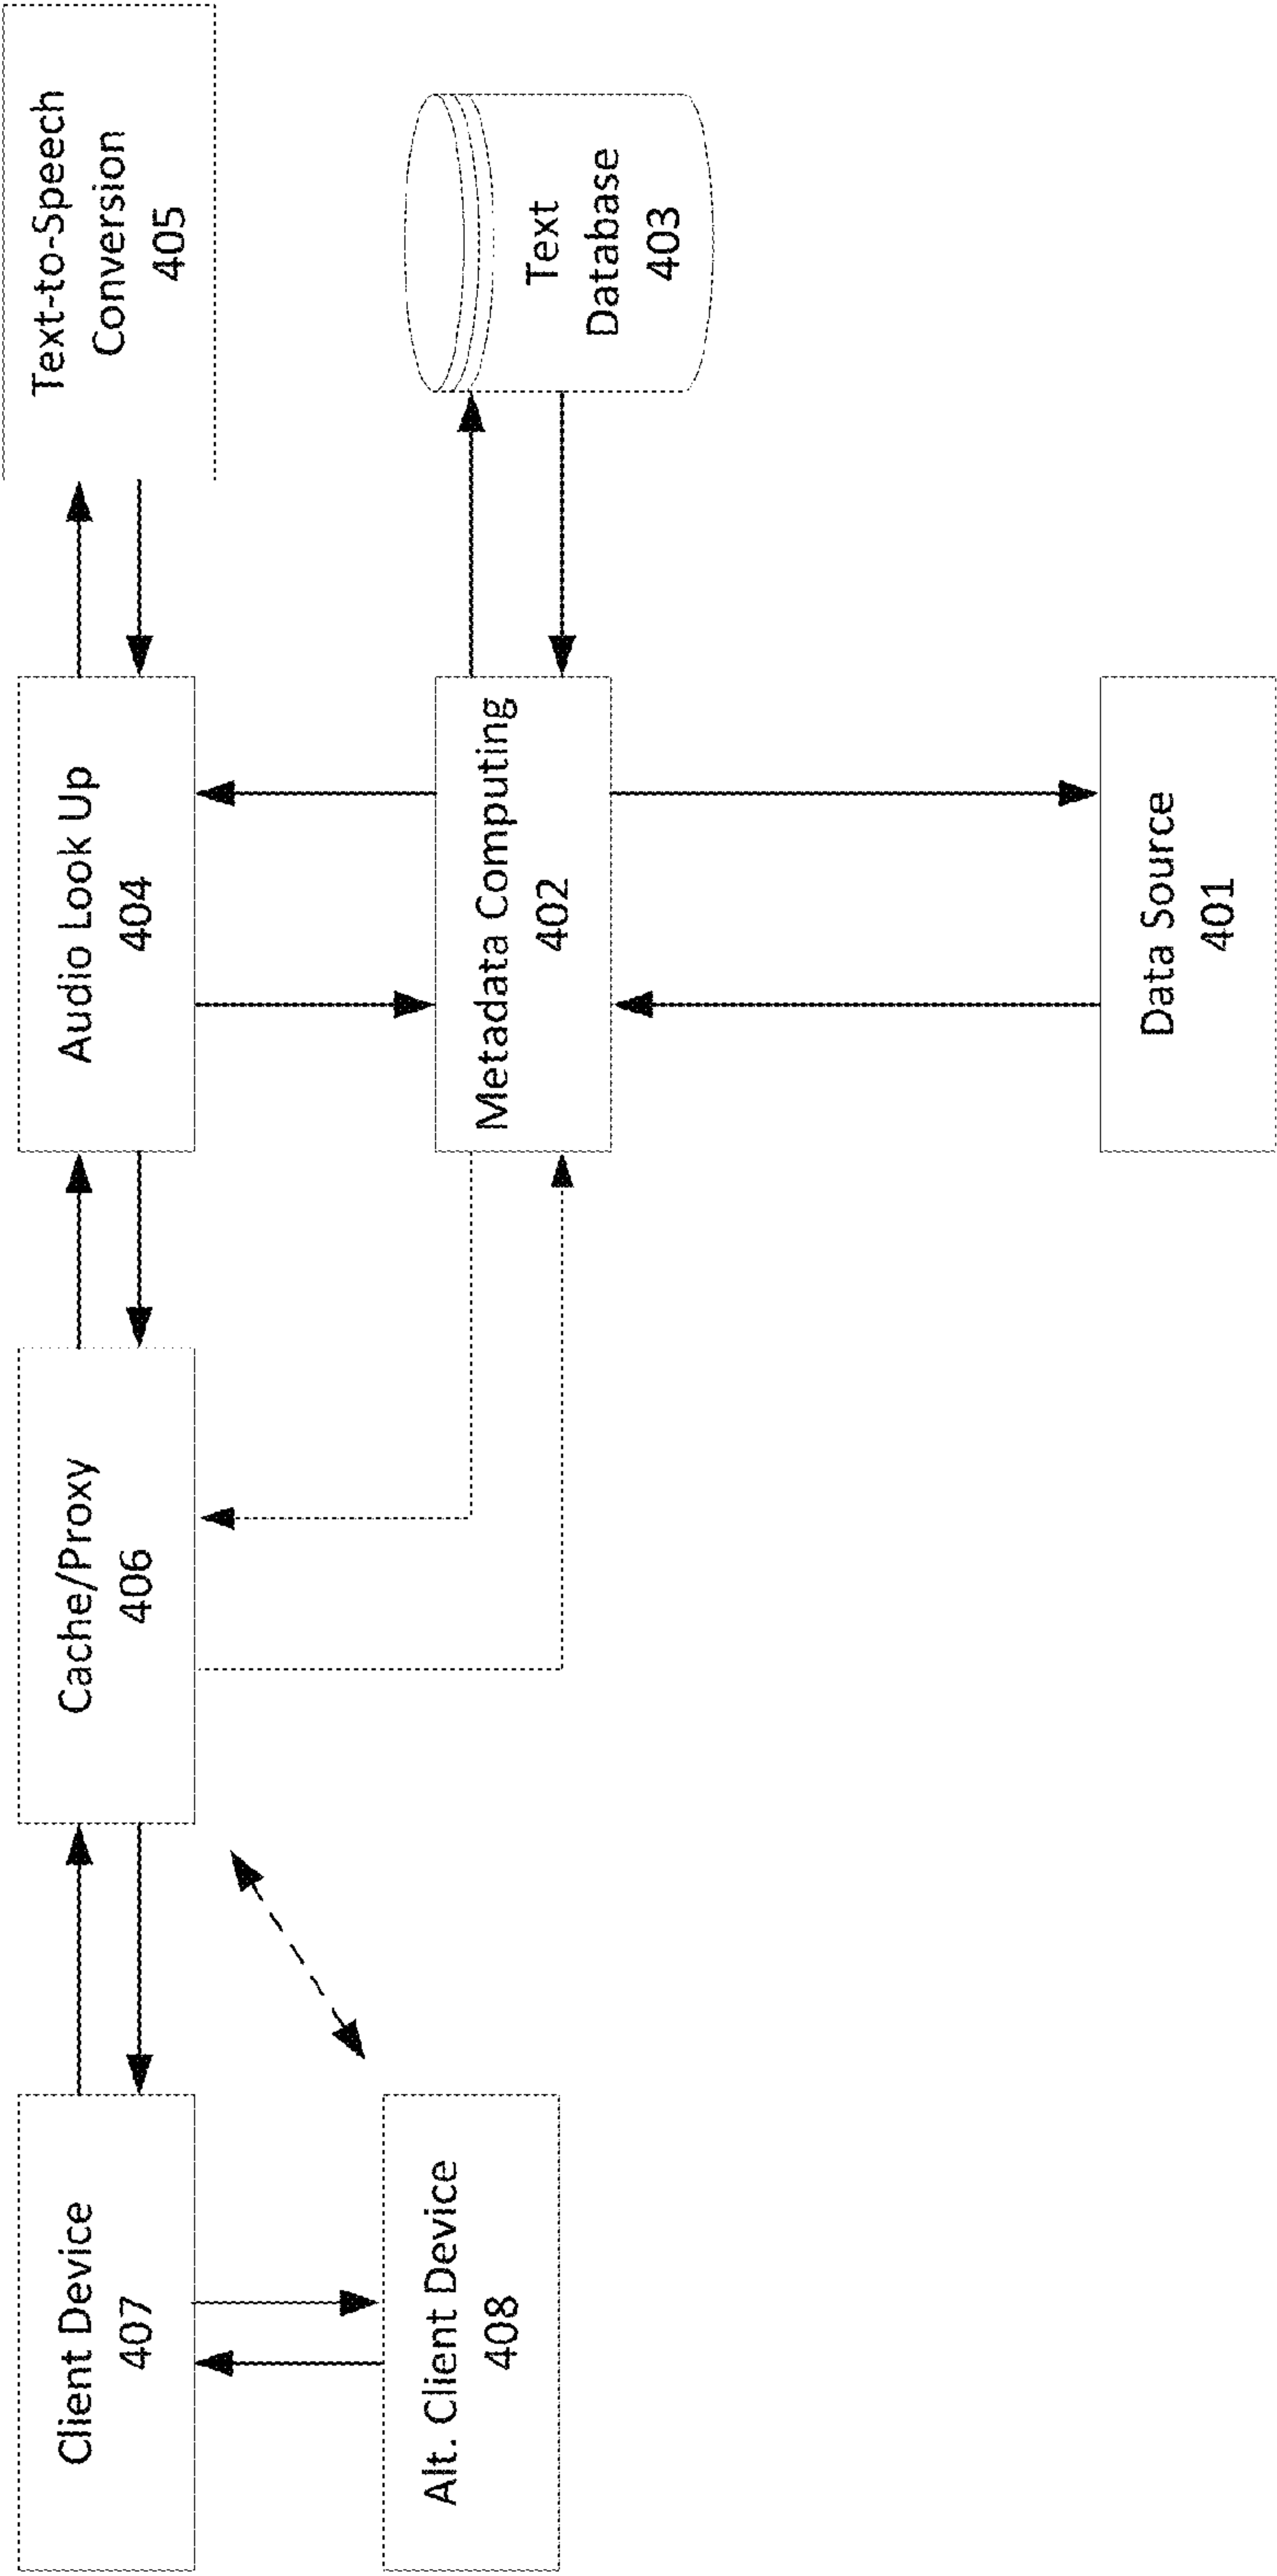 Client Device
407
Cache/Proxy
406
Audio Look Up
404
Text-to-Speech
Conversion
405
Alt. Client Device
408
Metadata Computing
402
Text
Database
403
Data Source
401